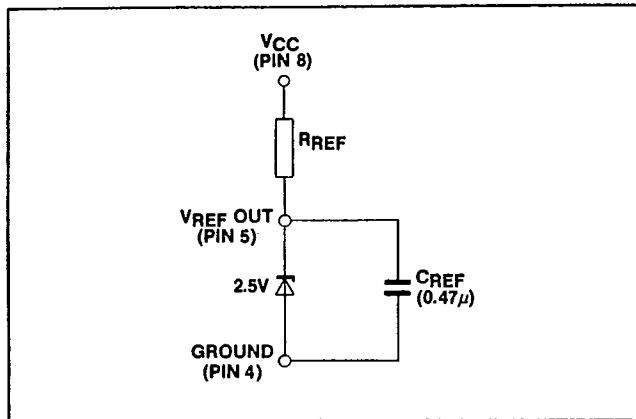 VCC
(PIN 8)
RREF
VREF OUT
(PIN 5)
2.5V
CREF
(0.47μ)
GROUND
(PIN 4)